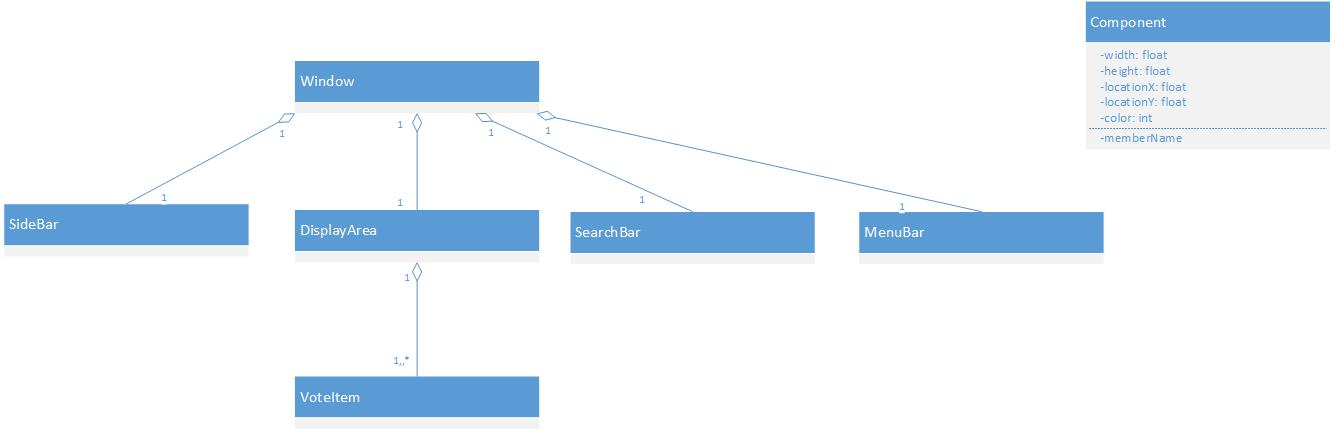 Component
-width: float
-height: float
-locationX: float
-locationY: float
-color: int
-memberName
Window
1
1
1
1
1
1
1
1
SideBar
DisplayArea
SearchBar
MenuBar
1
1,,*
VoteItem